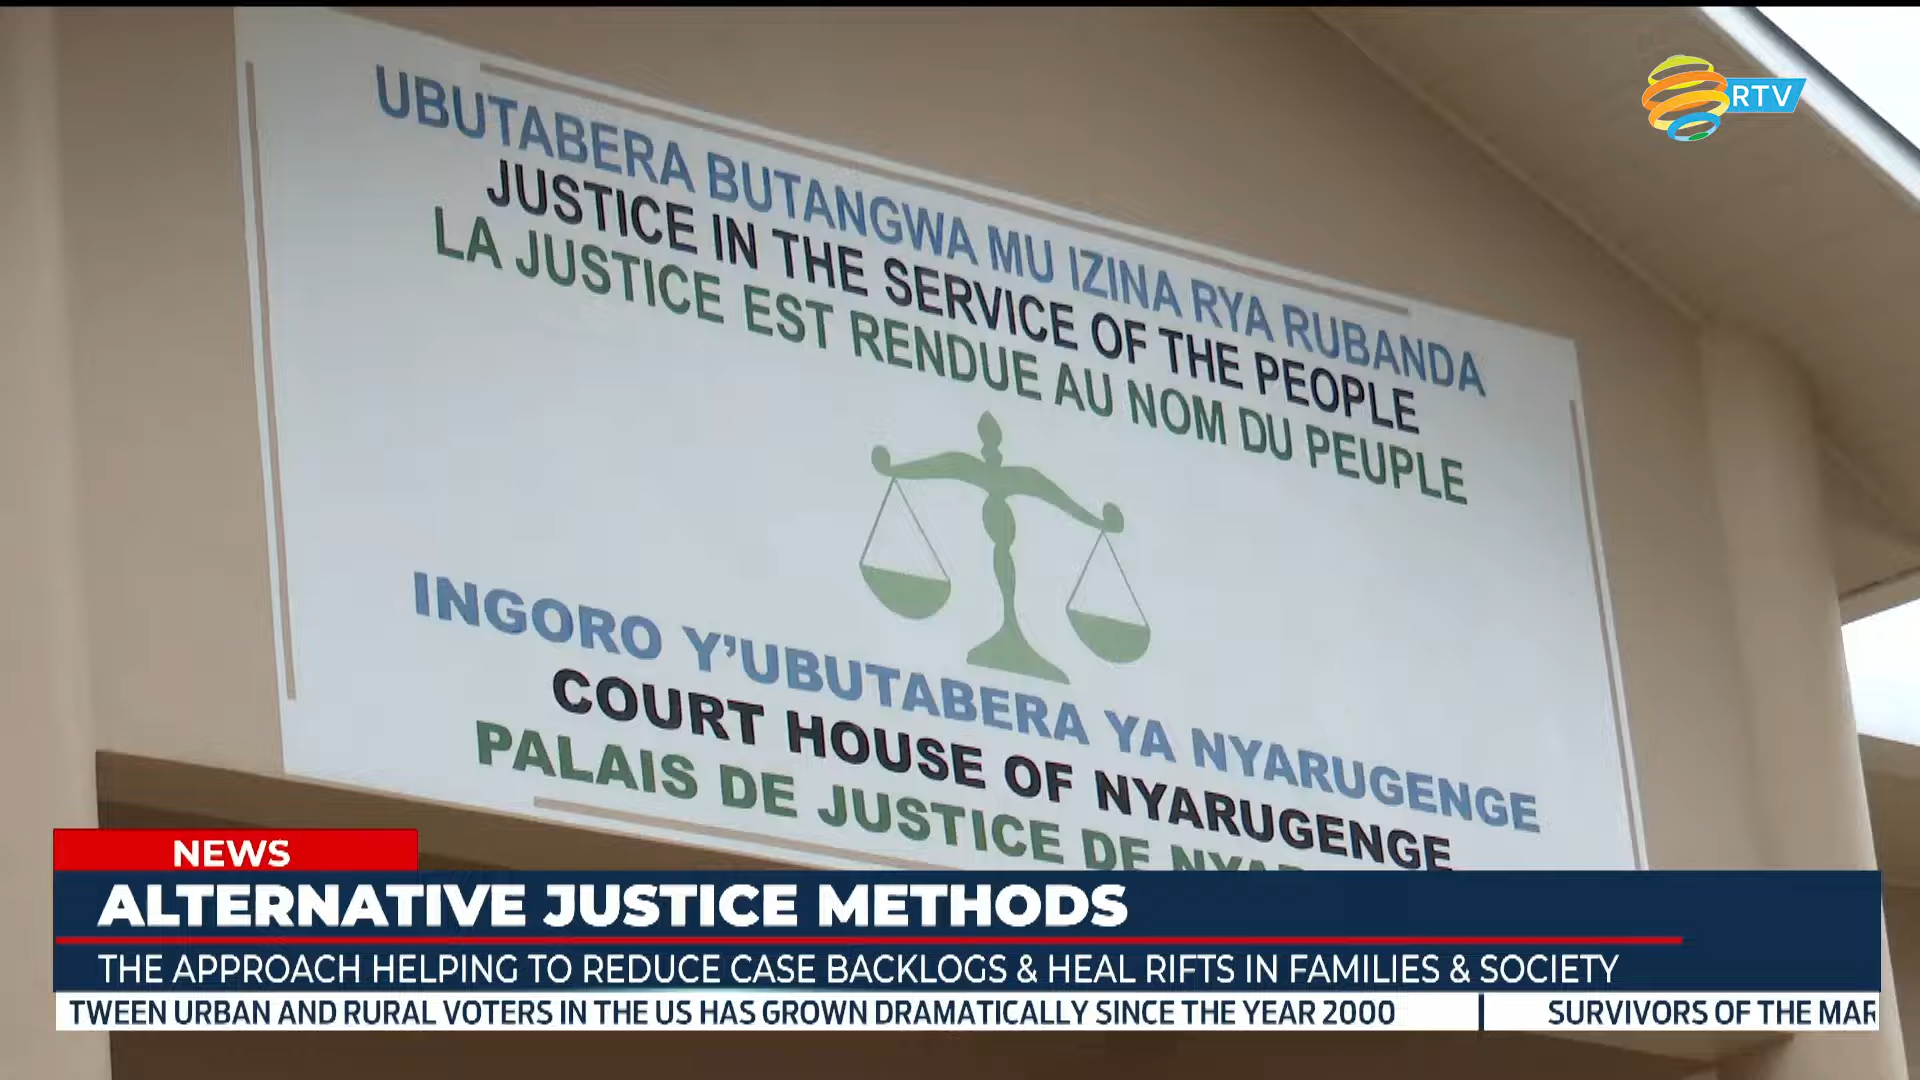 RTV
UBUTABERA BUTANGWA MU IZINA RYA RUBANDA
JUSTICE IN THE SERVICE OF THE PEOPLE
LA JUSTICE EST RENDUE AU NOM DU PEUPLE
INGORO Y'UBUTABERA YA NYARUGENGE
COURT HOUSE OF NYARUGENGE
PALAIS DE JUSTICE DE
NEWS
ALTERNATIVE JUSTICE METHODS
THE APPROACH HELPING TO REDUCE CASE BACKLOGS & HEAL RIFTS IN FAMILIES & SOCIETY
TWEEN URBAN AND RURAL VOTERS IN THE US HAS GROWN DRAMATICALLY SINCE THE YEAR 2000 | SURVIVORS OF THE MAR